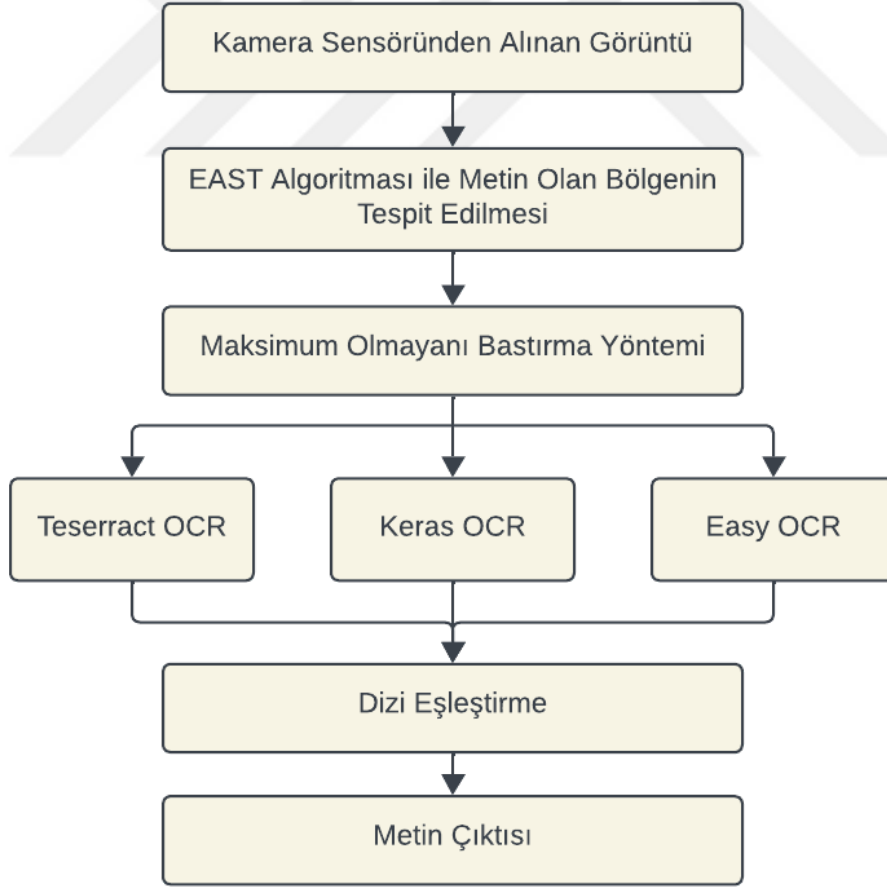 Kamera Sensöründen Alınan Görüntü
EAST Algoritması ile Metin Olan Bölgenin
Tespit Edilmesi
Maksimum Olmayanı Bastırma Yöntemi
Teserract OCR
Keras OCR
Easy OCR
Dizi Eşleştirme
Metin Çıktısı